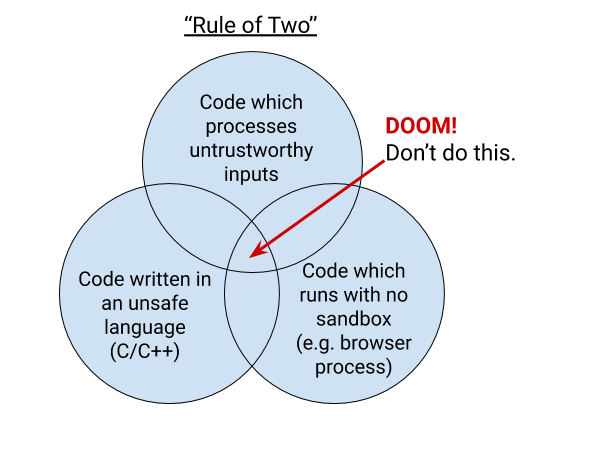 “Rule of Two”
Code which
processes
untrustworthy
inputs
DOOM!
Don’t do this.
Code written in
an unsafe
language
(C/C++)
Code which
runs with no
sandbox
(e.g. browser
process)